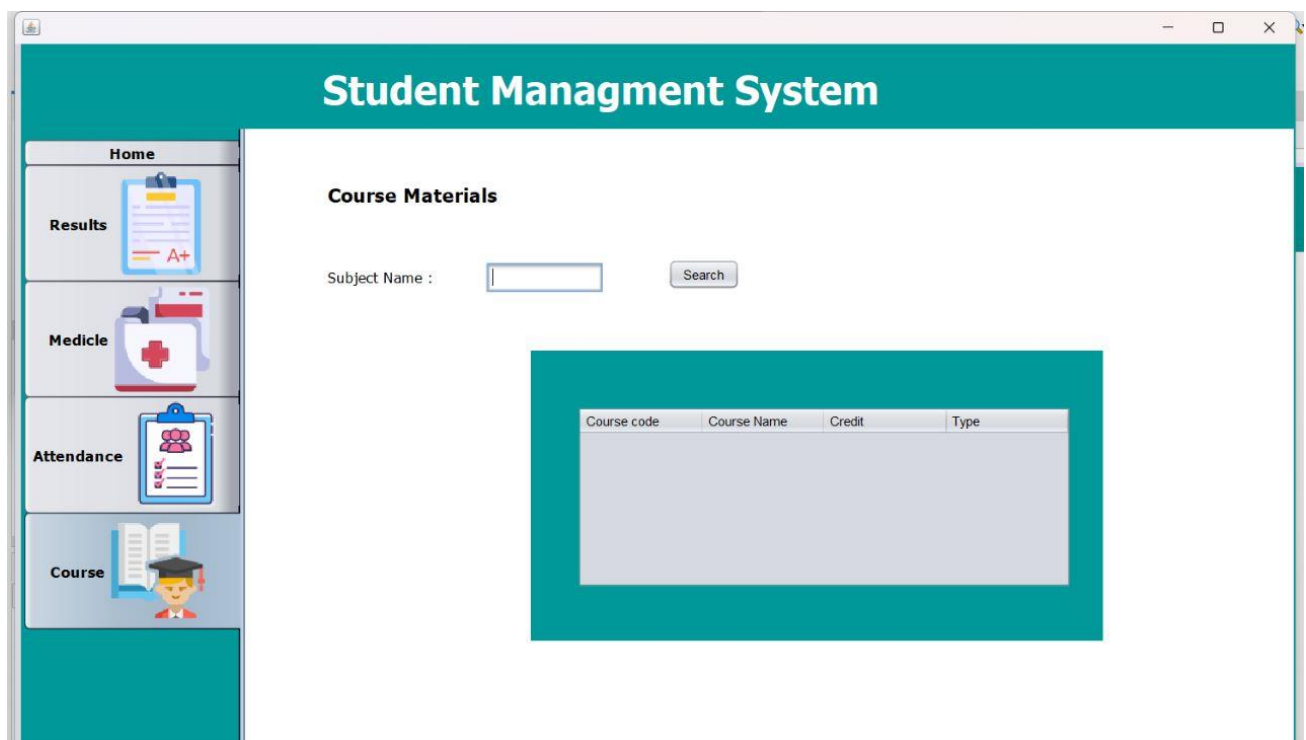 Student Managment System
Home
Results
A+
Medicle
Attendance
Course
Course Materials
Subject Name :
Search
Course code Course Name Credit Type